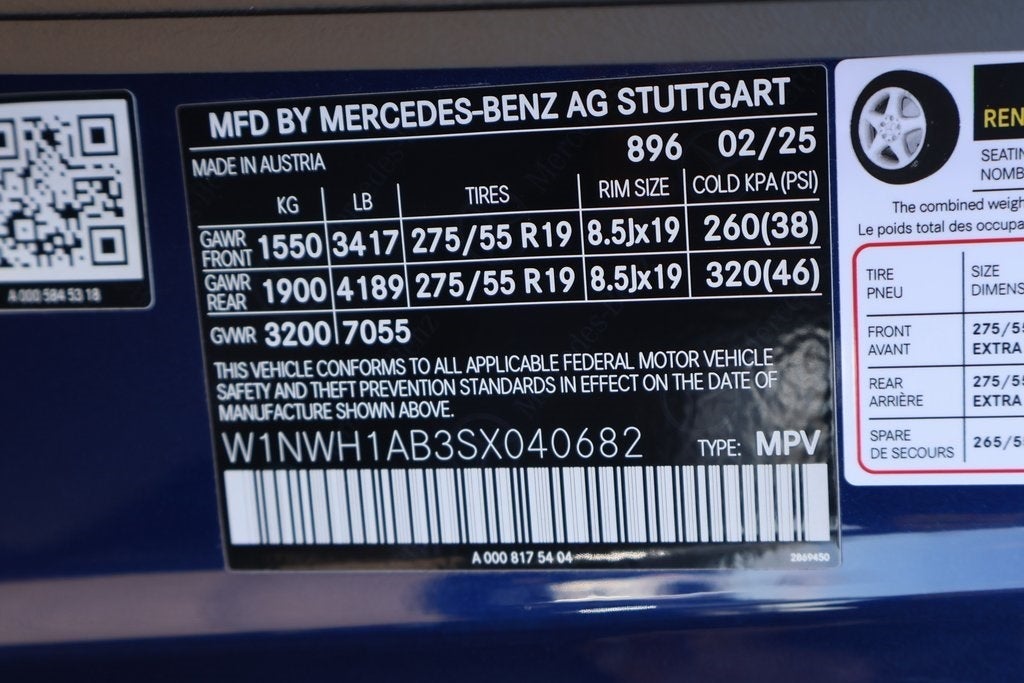 MFD BY MERCEDES-BENZ AG STUTTGART
MADE IN AUSTRIA 896 02/25
KG LB TIRES RIM SIZE COLD KPA (PSI)
GAWR FRONT 1550 3417 275/55 R19 8.5Jx19 260(38)
GAWR REAR 1900 4189 275/55 R19 8.5Jx19 320(46)
GVWR 3200 7055
THIS VEHICLE CONFORMS TO ALL APPLICABLE FEDERAL MOTOR VEHICLE
SAFETY AND THEFT PREVENTION STANDARDS IN EFFECT ON THE DATE OF
MANUFACTURE SHOWN ABOVE.
W1NWH1AB3SX040682 TYPE: MPV
A 000 817 54 04 2869450
A 000 584 53 18
REN
SEATIN
NOMB
The combined weigh
Le poids total des occupa
TIRE
PNEU
SIZE
DIMENS
FRONT
AVANT
275/55
EXTRA
REAR
ARRIÈRE
275/55
EXTRA
SPARE
DE SECOURS
265/5